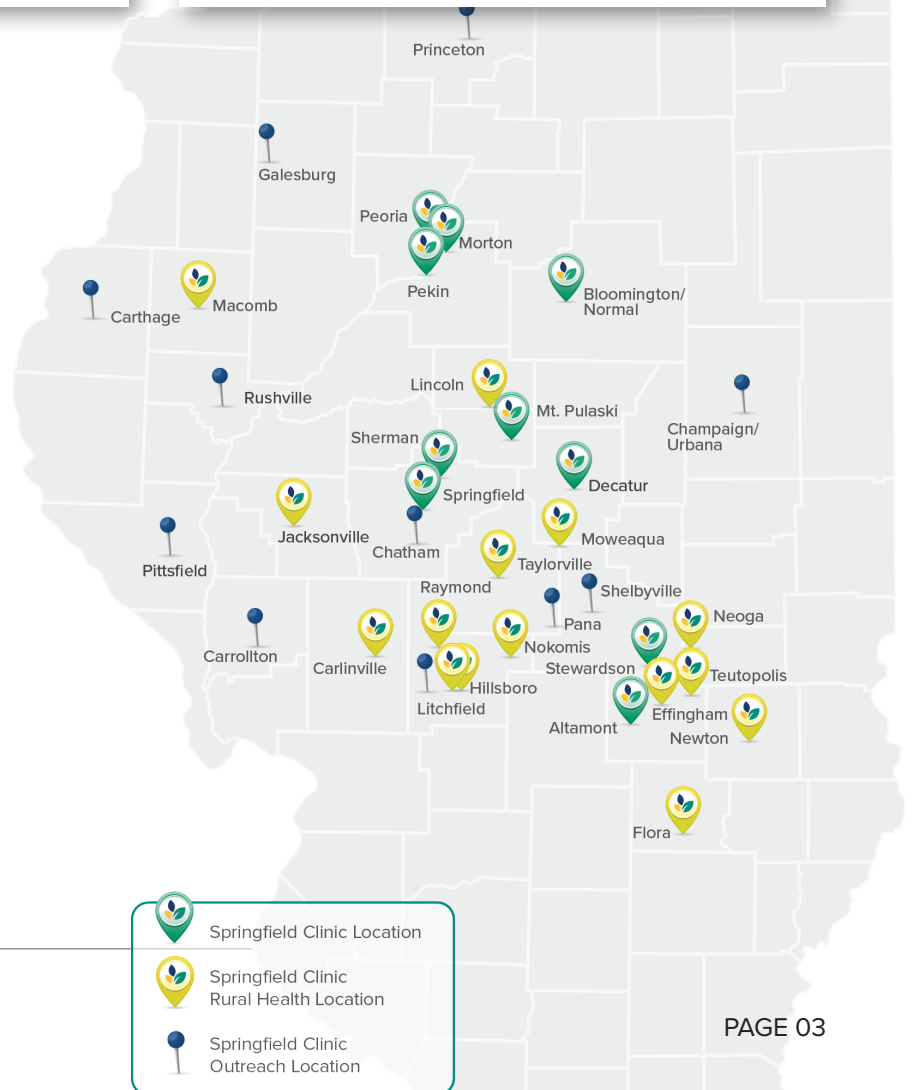 Princeton
Galesburg
Peoria
Morton
Pekin
Bloomington/
Normal
Macomb
Carthage
Lincoln
Rushville
Mt. Pulaski
Champaign/
Urbana
Sherman
Decatur
Springfield
Jacksonville
Moweaqua
Chatham
Taylorville
Pittsfield
Raymond
Shelbyville
Neoga
Pana
Nokomis
Carrollton
Carlinville
Stewardson
Teutopolis
Hillsboro
Litchfield
Effingham
Altamont
Newton
Flora
Springfield Clinic Location
Springfield Clinic
Rural Health Location
Springfield Clinic
Outreach Location
PAGE 03